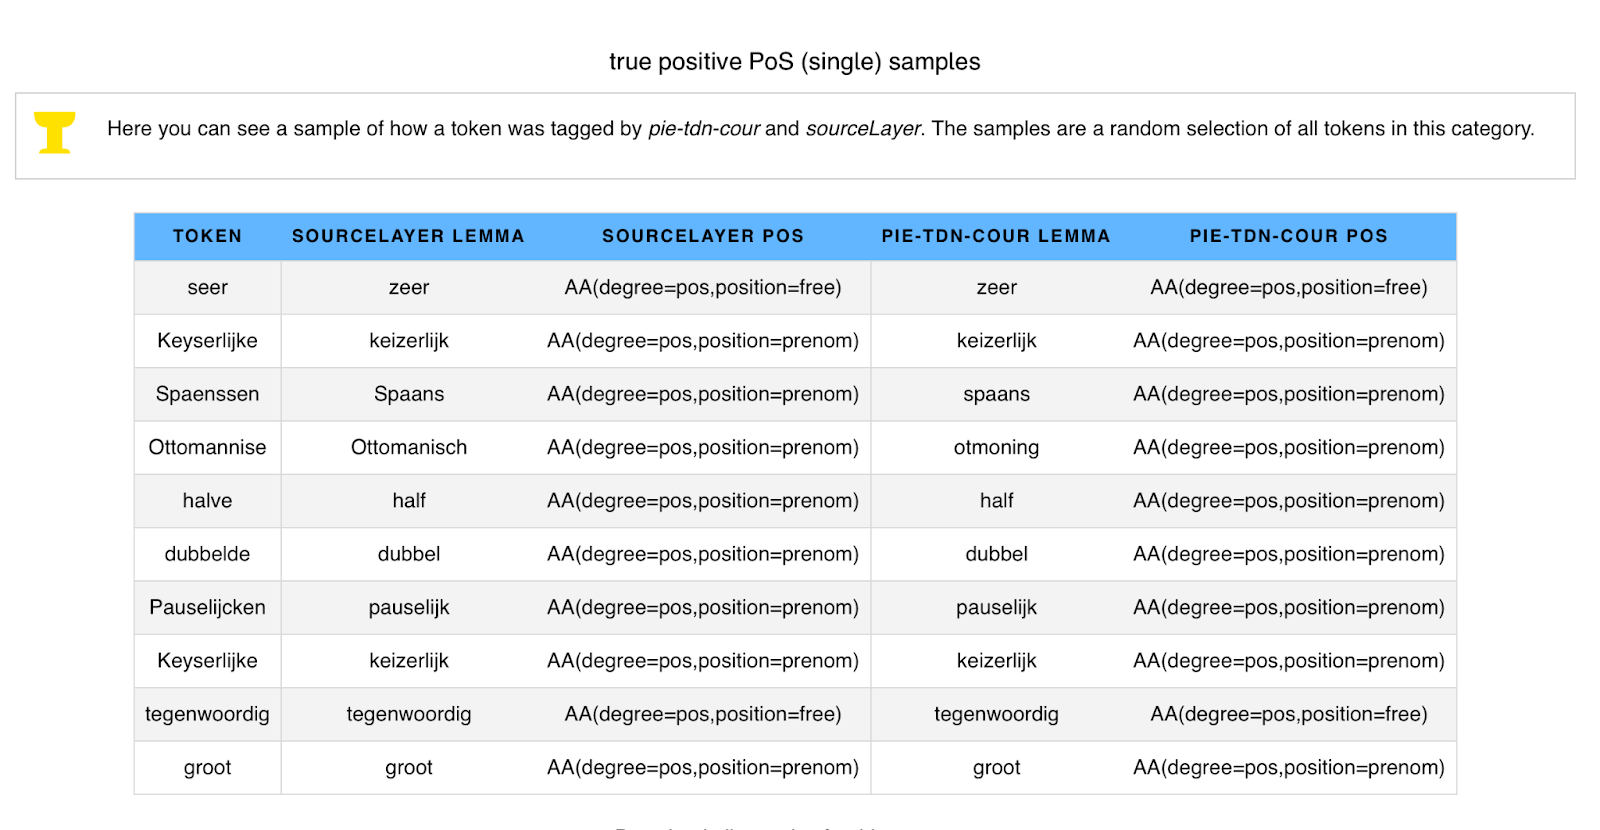 true positive PoS (single) samples
Here you can see a sample of how a token was tagged by pie-tdn-cour and sourceLayer. The samples are a random selection of all tokens in this category.
TOKEN SOURCELAYER LEMMA SOURCELAYER POS PIE-TDN-COUR LEMMA PIE-TDN-COUR POS
seer zeer AA(degree=pos,position=free) zeer AA(degree=pos,position=free)
Keyserlijke keizerlijk AA(degree=pos,position=prenom) keizerlijk AA(degree=pos,position=prenom)
Spaenssen Spaans AA(degree=pos,position=prenom) spaans AA(degree=pos,position=prenom)
Ottomannise Ottomanisch AA(degree=pos,position=prenom) otmoning AA(degree=pos,position=prenom)
halve half AA(degree=pos,position=prenom) half AA(degree=pos,position=prenom)
dubbelde dubbel AA(degree=pos,position=prenom) dubbel AA(degree=pos,position=prenom)
Pauselijcken pauselijk AA(degree=pos,position=prenom) pauselijk AA(degree=pos,position=prenom)
Keyserlijke keizerlijk AA(degree=pos,position=prenom) keizerlijk AA(degree=pos,position=prenom)
tegenwoordig tegenwoordig AA(degree=pos,position=free) tegenwoordig AA(degree=pos,position=free)
groot groot AA(degree=pos,position=prenom) groot AA(degree=pos,position=prenom)